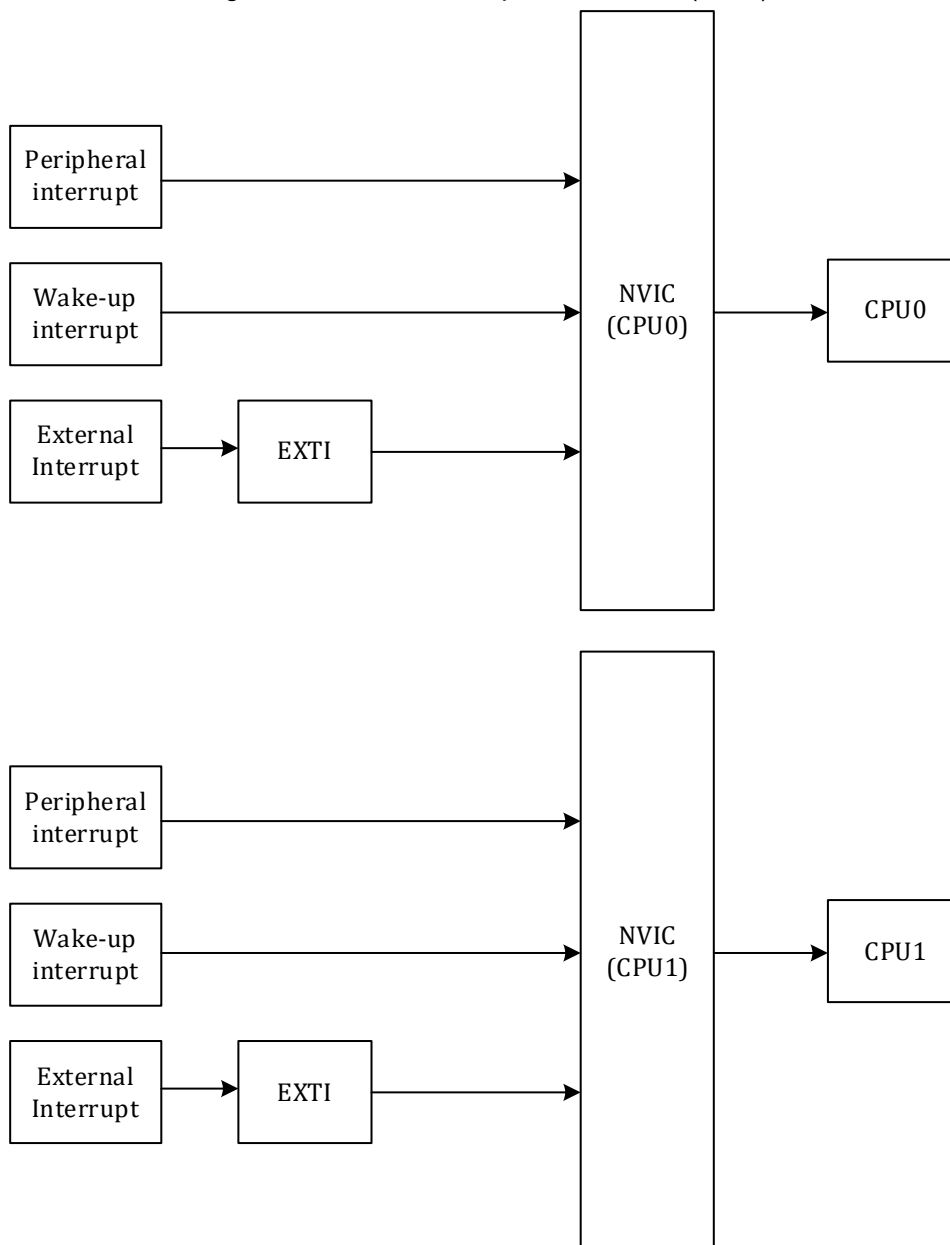 Peripheral
interrupt
Wake-up
interrupt
NVIC
(CPU0)
CPU0
External
Interrupt
EXTI
Peripheral
interrupt
Wake-up
interrupt
NVIC
(CPU1)
CPU1
External
Interrupt
EXTI